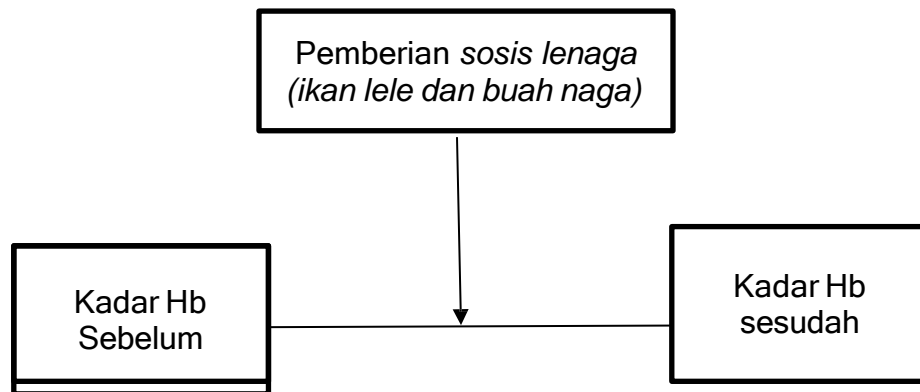 Pemberian sosis lenaga
(ikan lele dan buah naga)
Kadar Hb
Sebelum
Kadar Hb
sesudah